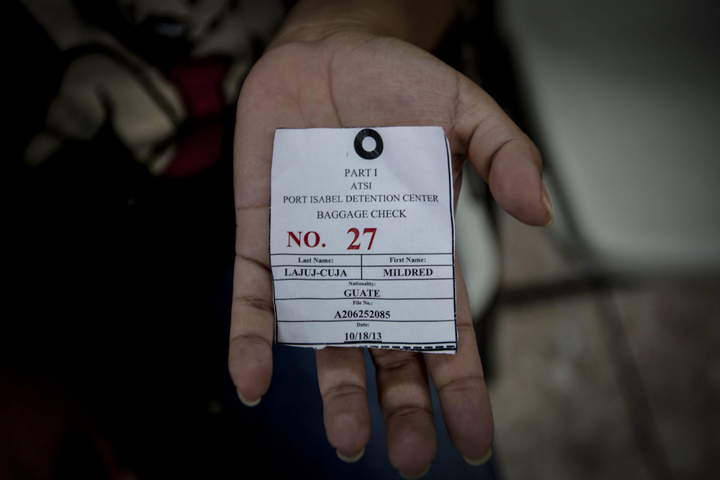 PART I
ATSI
PORT ISABEL DETENTION CENTER
BAGGAGE CHECK
NO. 27
Last Name: First Name:
LAJUJ-CUJA MILDRED
Nationality:
GUATE
File No.:
A206252085
Date:
10/18/13